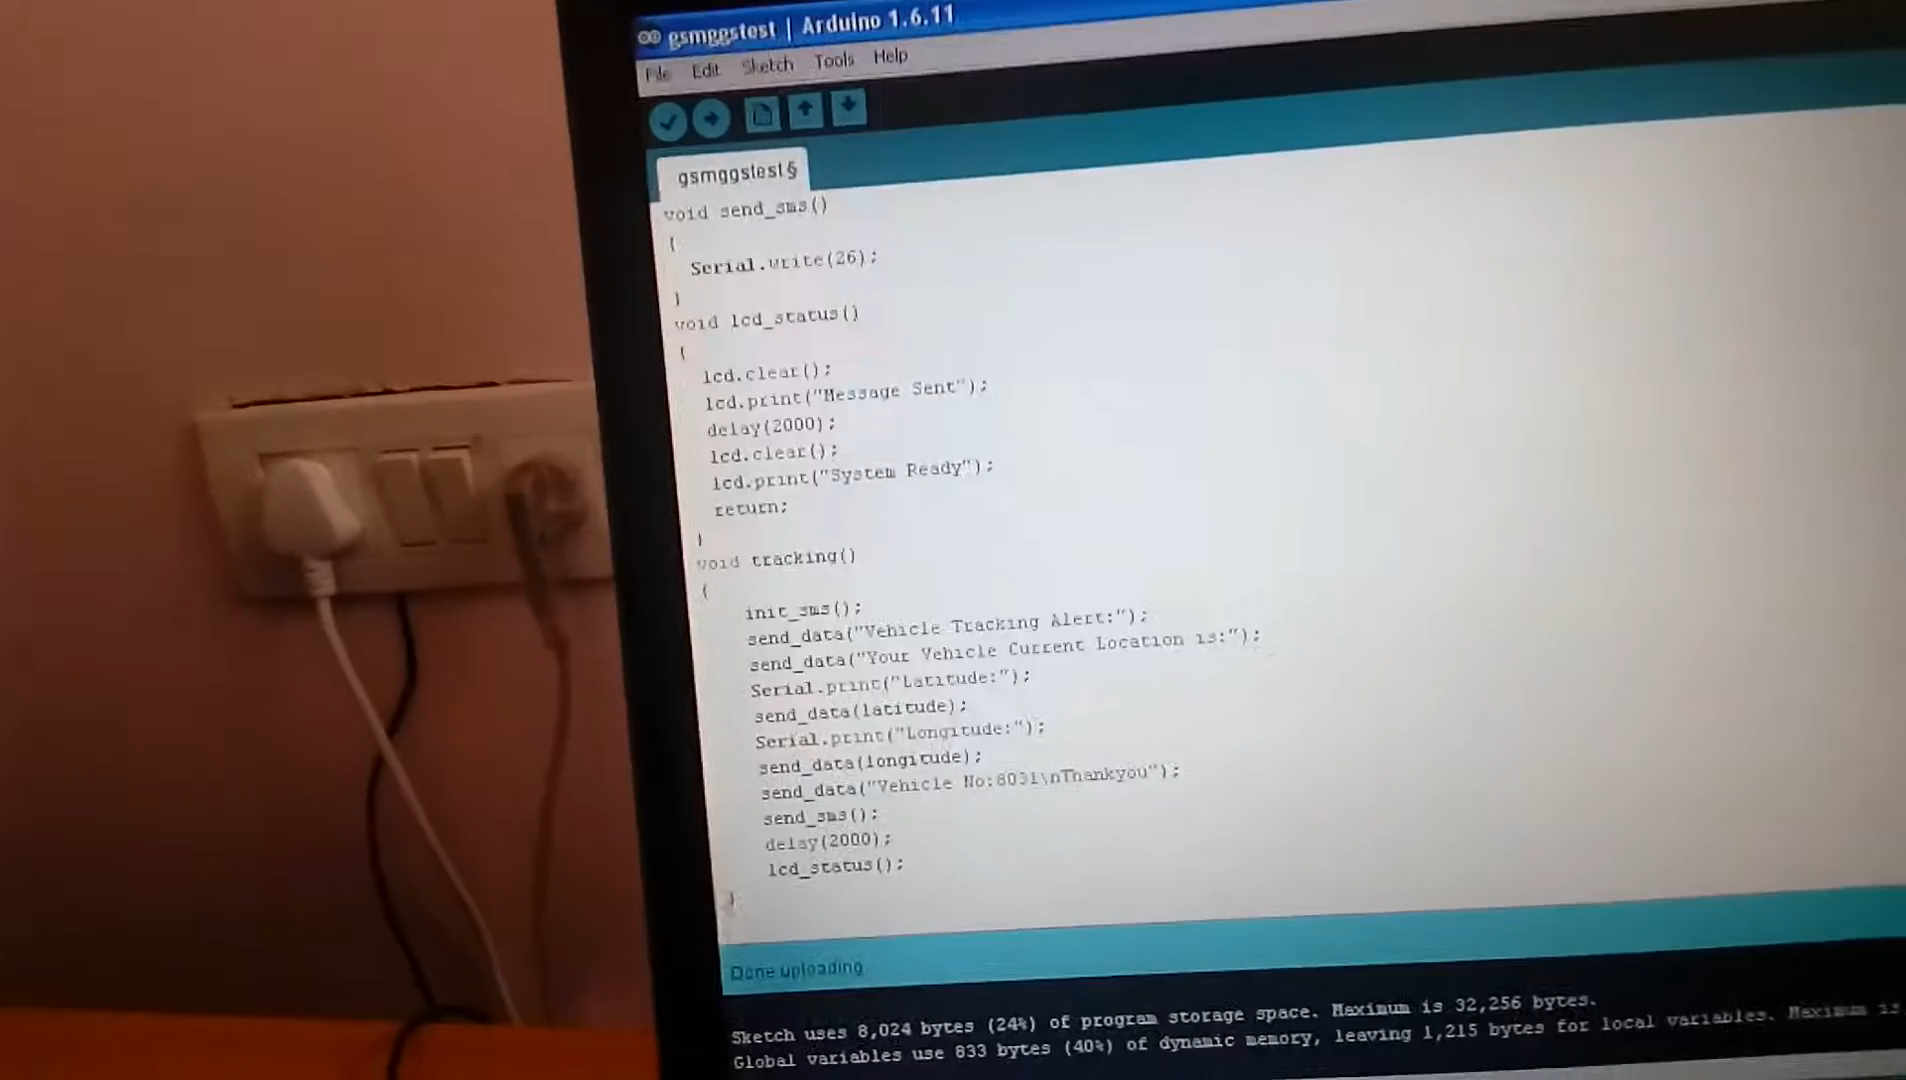 gsmggstest | Arduino 1.6.11
File Edit Sketch Tools Help
gsmggstest §
void send_sms()
{
Serial.write(26);
}
void lcd_status()
{
lcd.clear();
lcd.print("Message Sent");
delay(2000);
lcd.clear();
lcd.print("System Ready");
return;
}
void tracking()
{
init_sms();
send_data("Vehicle Tracking Alert:");
send_data("Your Vehicle Current Location is:");
Serial.print("Latitude:");
send_data(latitude);
Serial.print("Longitude:");
send_data(longitude);
send_data("Vehicle No:8031\nThankyou");
send_sms();
delay(2000);
lcd_status();
}
Done uploading
Sketch uses 8,024 bytes (24%) of program storage space. Maximum is 32,256 bytes.
Global variables use 833 bytes (40%) of dynamic memory, leaving 1,215 bytes for local variables. Maximum is